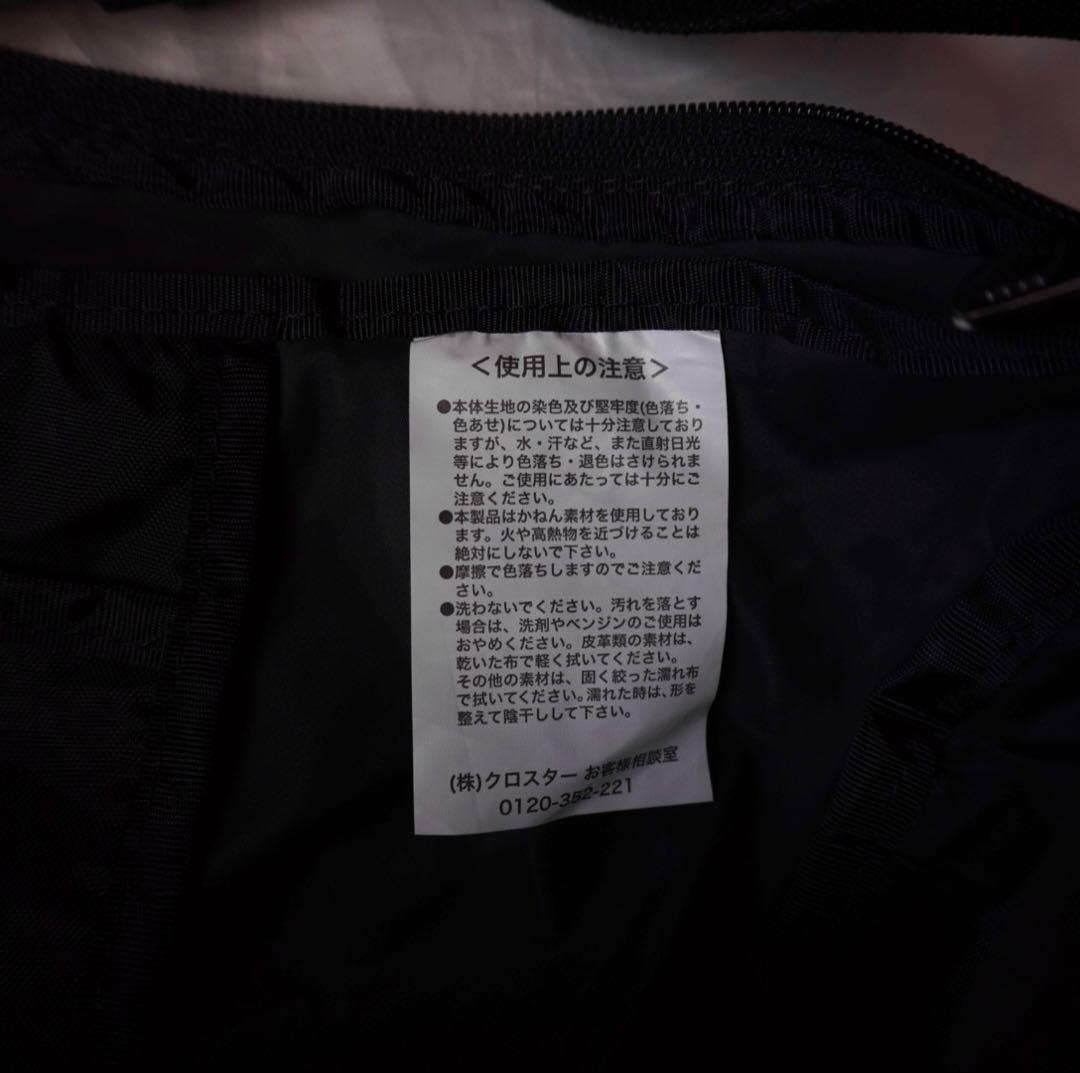 ＜使用上の注意＞
●本体生地の染色及び堅牢度(色落ち・
色あせ)については十分注意しており
ますが、水・汗など、また直射日光
等により色落ち・退色はさけられま
せん。ご使用にあたっては十分にご
注意ください。
●本製品はかねん素材を使用しており
ます。火や高熱物を近づけることは
絶対にしないで下さい。
●摩擦で色落ちしますのでご注意くだ
さい。
●洗わないでください。汚れを落とす
場合は、洗剤やベンジンのご使用は
おやめください。皮革類の素材は、
乾いた布で軽く拭いてください。
その他の素材は、固く絞った濡れ布
で拭いてください。濡れた時は、形を
整えて陰干しして下さい。
(株)クロスター お客様相談室
0120-352-221